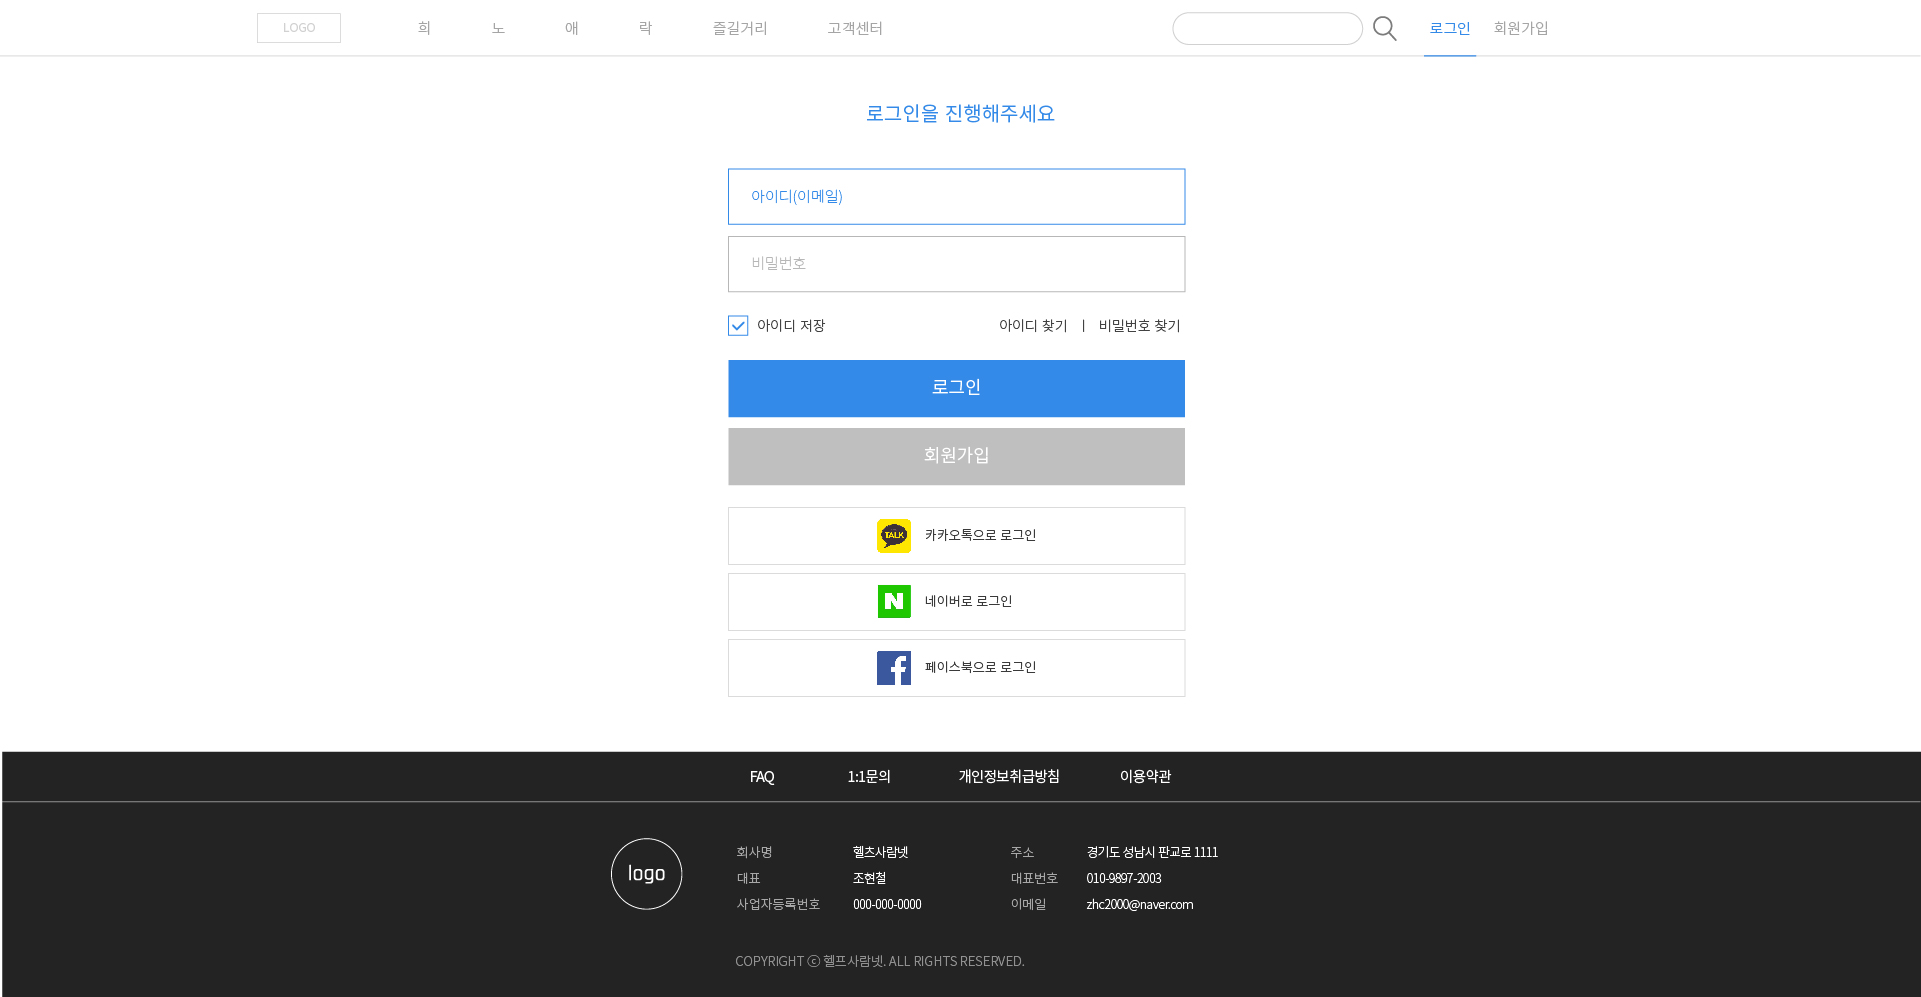 LOGO 희 노 애 락 즐길거리 고객센터 로그인 회원가입
로그인을 진행해주세요
아이디(이메일)
비밀번호
아이디 저장 아이디 찾기 | 비밀번호 찾기
로그인
회원가입
TALK 카카오톡으로 로그인
N 네이버로 로그인
f 페이스북으로 로그인
FAQ 1:1문의 개인정보취급방침 이용약관
logo
회사명 헬츠사람넷 주소 경기도 성남시 판교로 1111
대표 조현철 대표번호 010-9897-2003
사업자등록번호 000-000-0000 이메일 zhc2000@naver.com
COPYRIGHT ⓒ 헬프사람넷. ALL RIGHTS RESERVED.